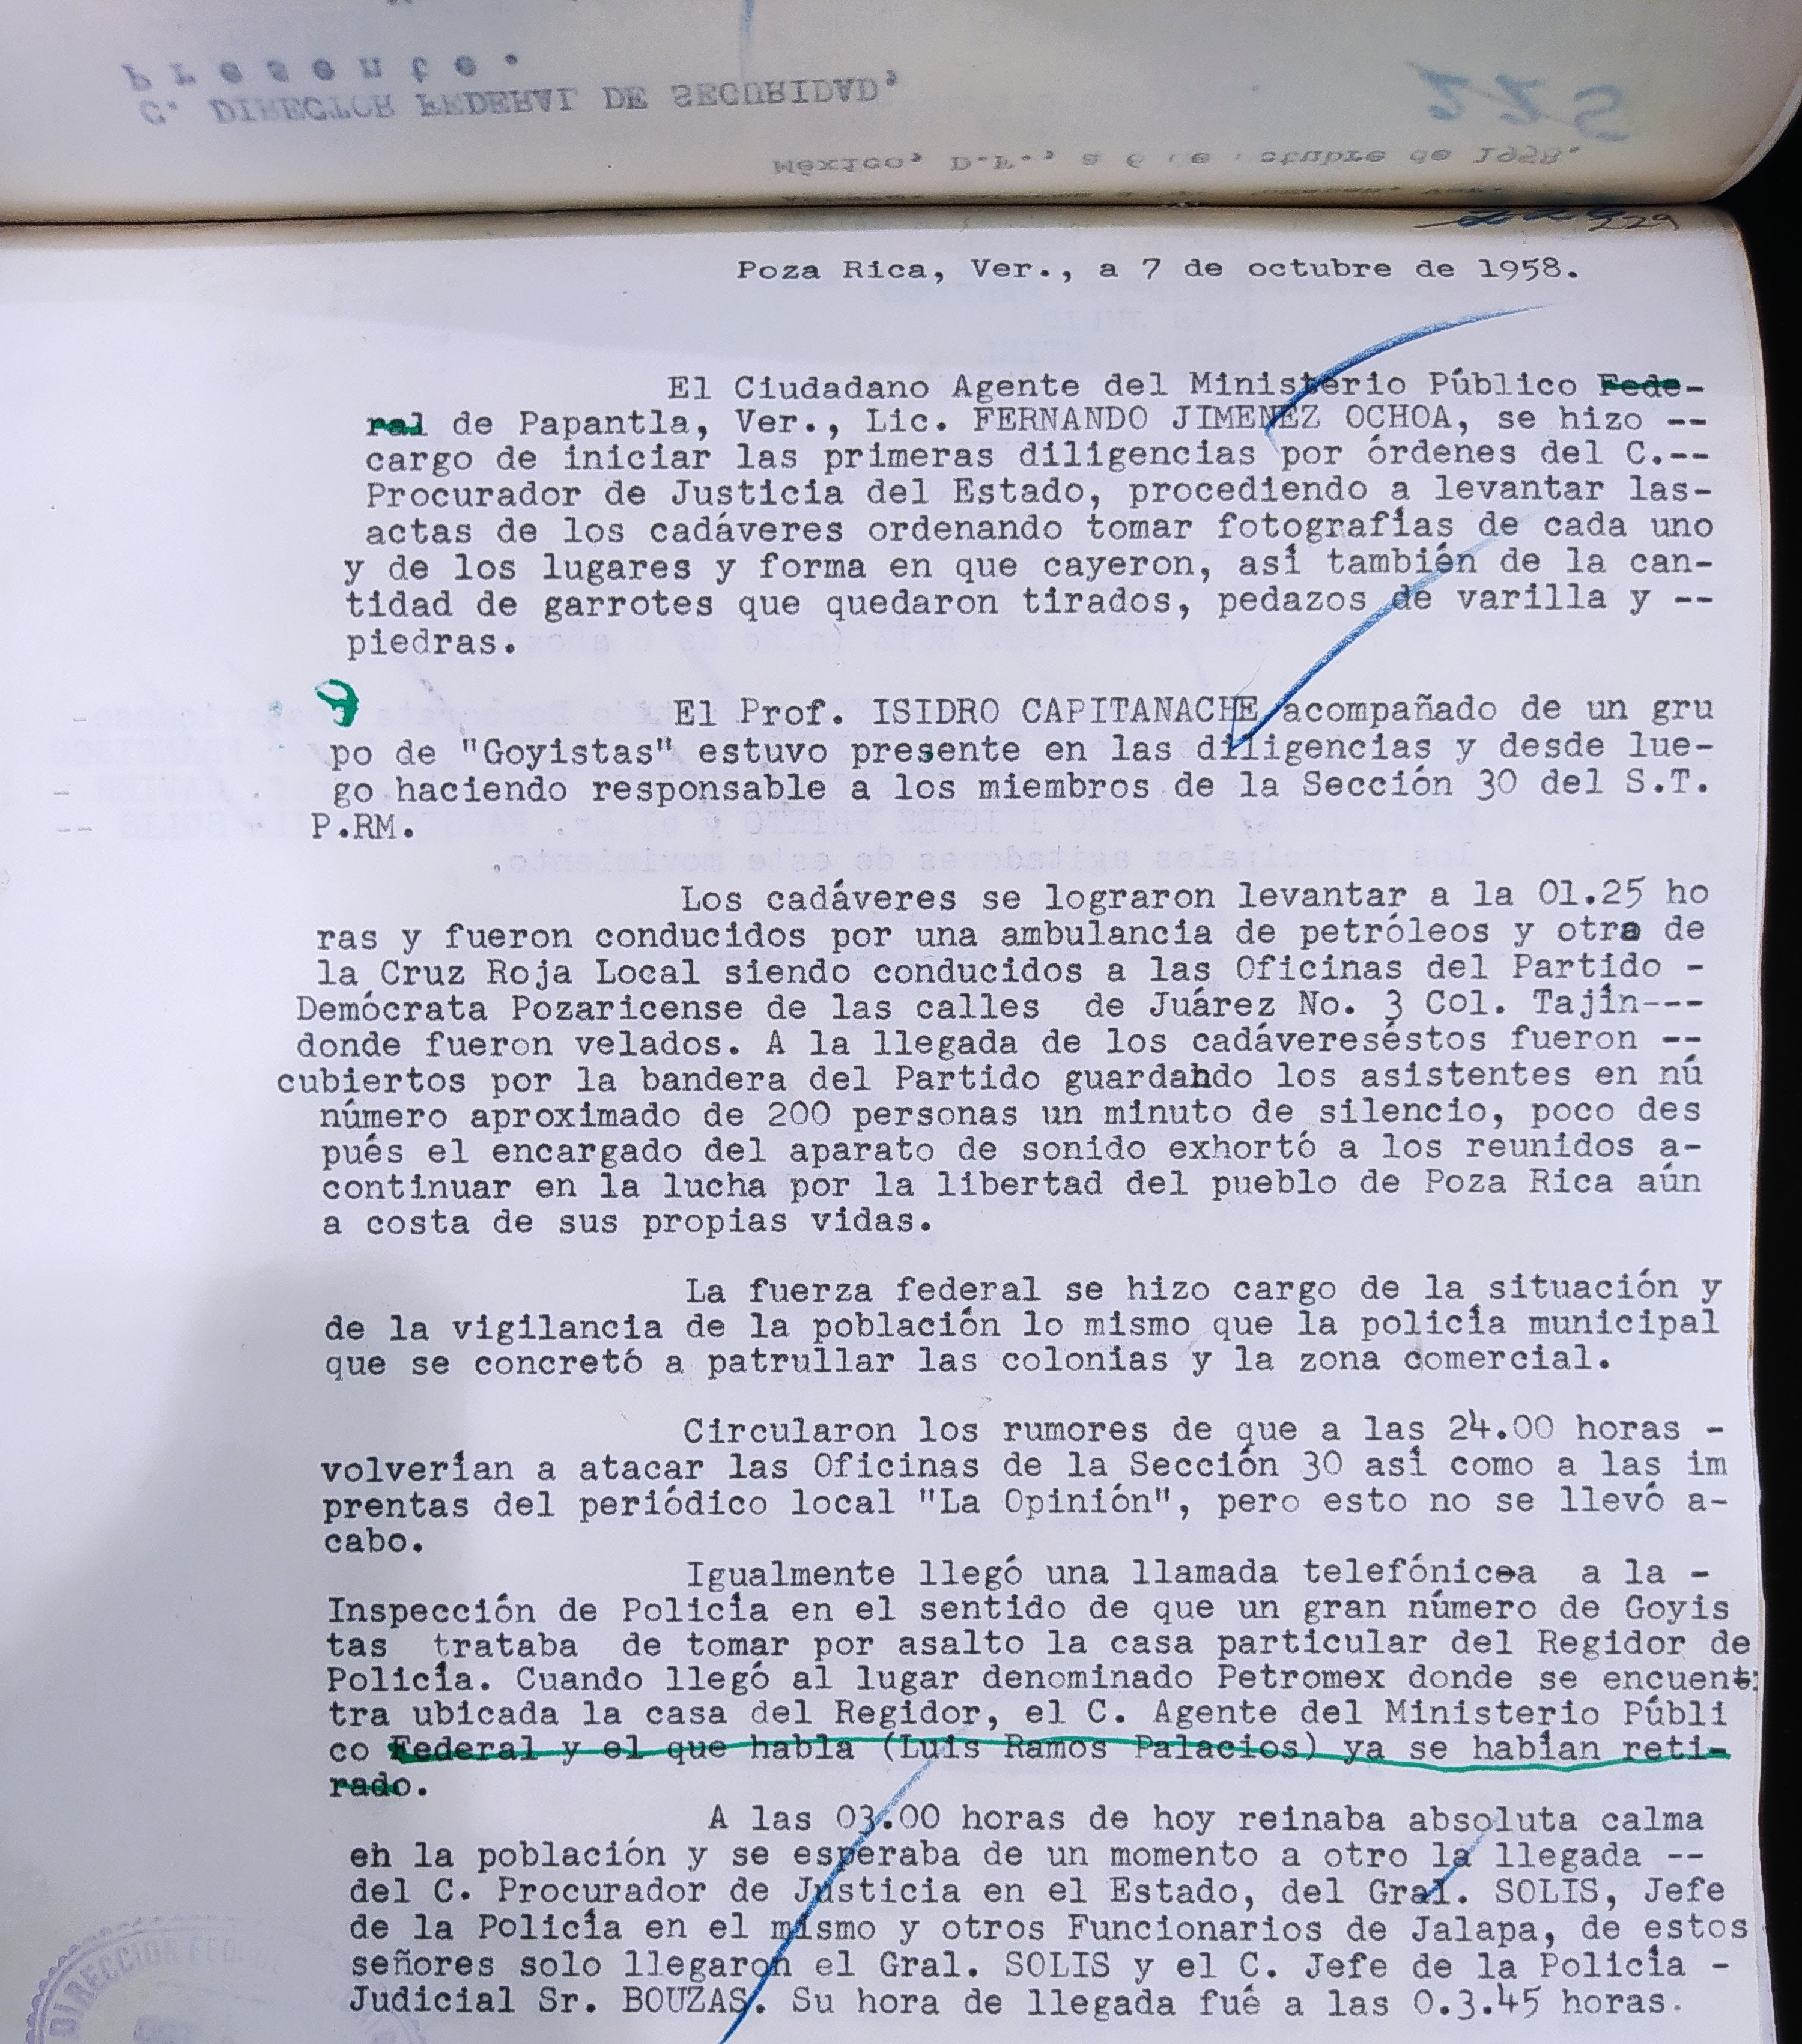 P r e s e n t e .
C. DIRECTOR FEDERAL DE SEGURIDAD,
225
México, D.F., a 6 de octubre de 1958.
229
Poza Rica, Ver., a 7 de octubre de 1958.
El Ciudadano Agente del Ministerio Público Fede-
ral de Papantla, Ver., Lic. FERNANDO JIMENEZ OCHOA, se hizo --
cargo de iniciar las primeras diligencias por órdenes del C.--
Procurador de Justicia del Estado, procediendo a levantar las-
actas de los cadáveres ordenando tomar fotografías de cada uno
y de los lugares y forma en que cayeron, así también de la can-
tidad de garrotes que quedaron tirados, pedazos de varilla y --
piedras.
El Prof. ISIDRO CAPITANACHE acompañado de un gru
po de "Goyistas" estuvo presente en las diligencias y desde lue-
go haciendo responsable a los miembros de la Sección 30 del S.T.
P.RM.
Los cadáveres se lograron levantar a la 01.25 ho
ras y fueron conducidos por una ambulancia de petróleos y otra de
la Cruz Roja Local siendo conducidos a las Oficinas del Partido -
Demócrata Pozaricense de las calles de Juárez No. 3 Col. Tajín---
donde fueron velados. A la llegada de los cadávereséstos fueron --
cubiertos por la bandera del Partido guardahdo los asistentes en nú
número aproximado de 200 personas un minuto de silencio, poco des
pués el encargado del aparato de sonido exhortó a los reunidos a-
continuar en la lucha por la libertad del pueblo de Poza Rica aún
a costa de sus propias vidas.
La fuerza federal se hizo cargo de la situación y
de la vigilancia de la población lo mismo que la policía municipal
que se concretó a patrullar las colonias y la zona comercial.
Circularon los rumores de que a las 24.00 horas -
volverían a atacar las Oficinas de la Sección 30 así como a las im
prentas del periódico local "La Opinión", pero esto no se llevó a-
cabo.
Igualmente llegó una llamada telefónicea a la -
Inspección de Policía en el sentido de que un gran número de Goyis
tas trataba de tomar por asalto la casa particular del Regidor de
Policía. Cuando llegó al lugar denominado Petromex donde se encuent
tra ubicada la casa del Regidor, el C. Agente del Ministerio Públi
co Federal y el que habla (Luis Ramos Palacios) ya se habían reti-
rado.
A las 03.00 horas de hoy reinaba absoluta calma
eh la población y se esperaba de un momento a otro la llegada --
del C. Procurador de Justicia en el Estado, del Gral. SOLIS, Jefe
de la Policía en el mismo y otros Funcionarios de Jalapa, de estos
señores solo llegaron el Gral. SOLIS y el C. Jefe de la Policía -
Judicial Sr. BOUZAS. Su hora de llegada fué a las 0.3.45 horas.
DIRECCION FED. DE
OCT